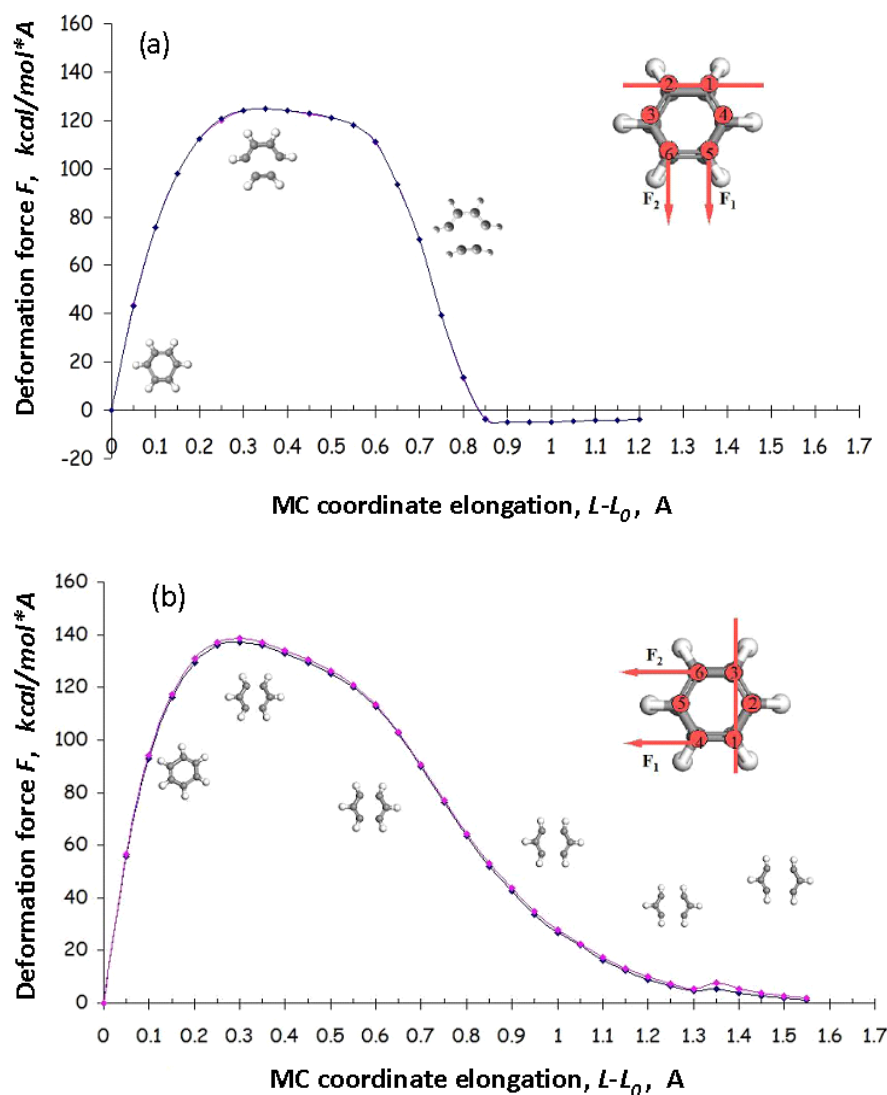 (a)
Deformation force F, kcal/mol*A
160
140
120
100
80
60
40
20
0
-20
0 0.1 0.2 0.3 0.4 0.5 0.6 0.7 0.8 0.9 1 1.1 1.2 1.3 1.4 1.5 1.6 1.7
MC coordinate elongation, L-L0, A
2 1
3 4
6 5
F2 F1
(b)
Deformation force F, kcal/mol*A
160
140
120
100
80
60
40
20
0
0 0.1 0.2 0.3 0.4 0.5 0.6 0.7 0.8 0.9 1 1.1 1.2 1.3 1.4 1.5 1.6 1.7
MC coordinate elongation, L-L0, A
F2 6 3
5 2
F1 4 1